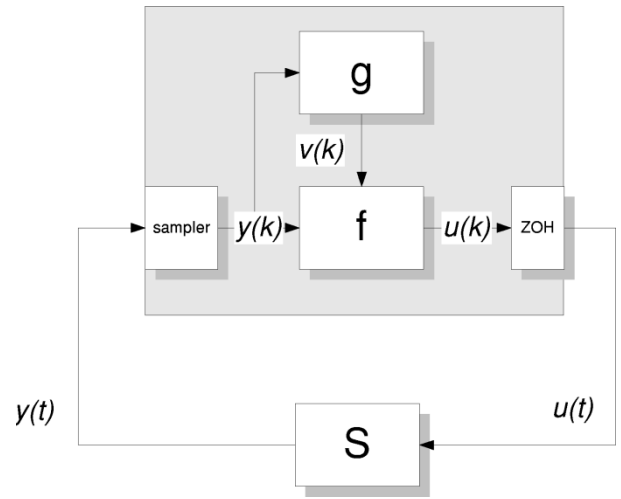 g
v(k)
sampler
y(k)
f
u(k)
ZOH
y(t)
u(t)
S